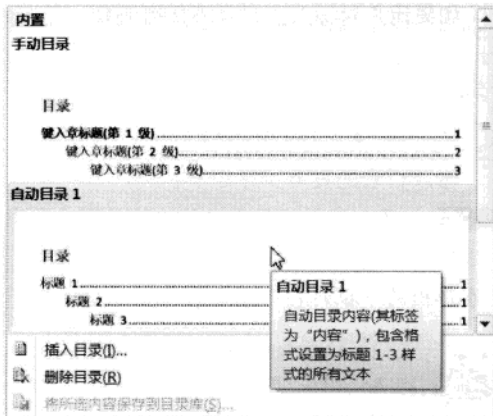 内置
手动目录
目录
键入章标题(第 1 级)........................................1
键入章标题(第 2 级)........................................2
键入章标题(第 3 级)........................................3
自动目录 1
目录
标题 1........................................1
标题 2........................................1
标题 3........................................1
自动目录 1
自动目录内容(其标签
为“内容”)，包含格
式设置为标题 1-3 样
式的所有文本
插入目录(I)...
删除目录(R)
将所选内容保存到目录库(S)...